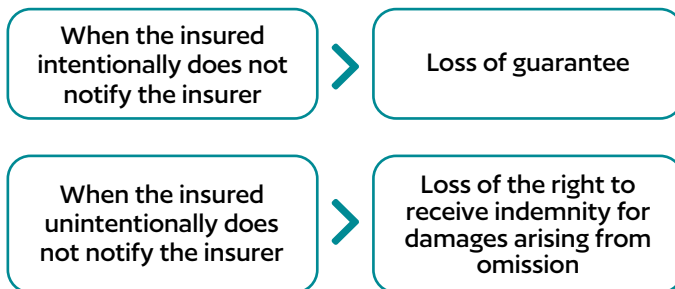 When the insured
intentionally does not
notify the insurer
Loss of guarantee
When the insured
unintentionally does
not notify the insurer
Loss of the right to
receive indemnity for
damages arising from
omission